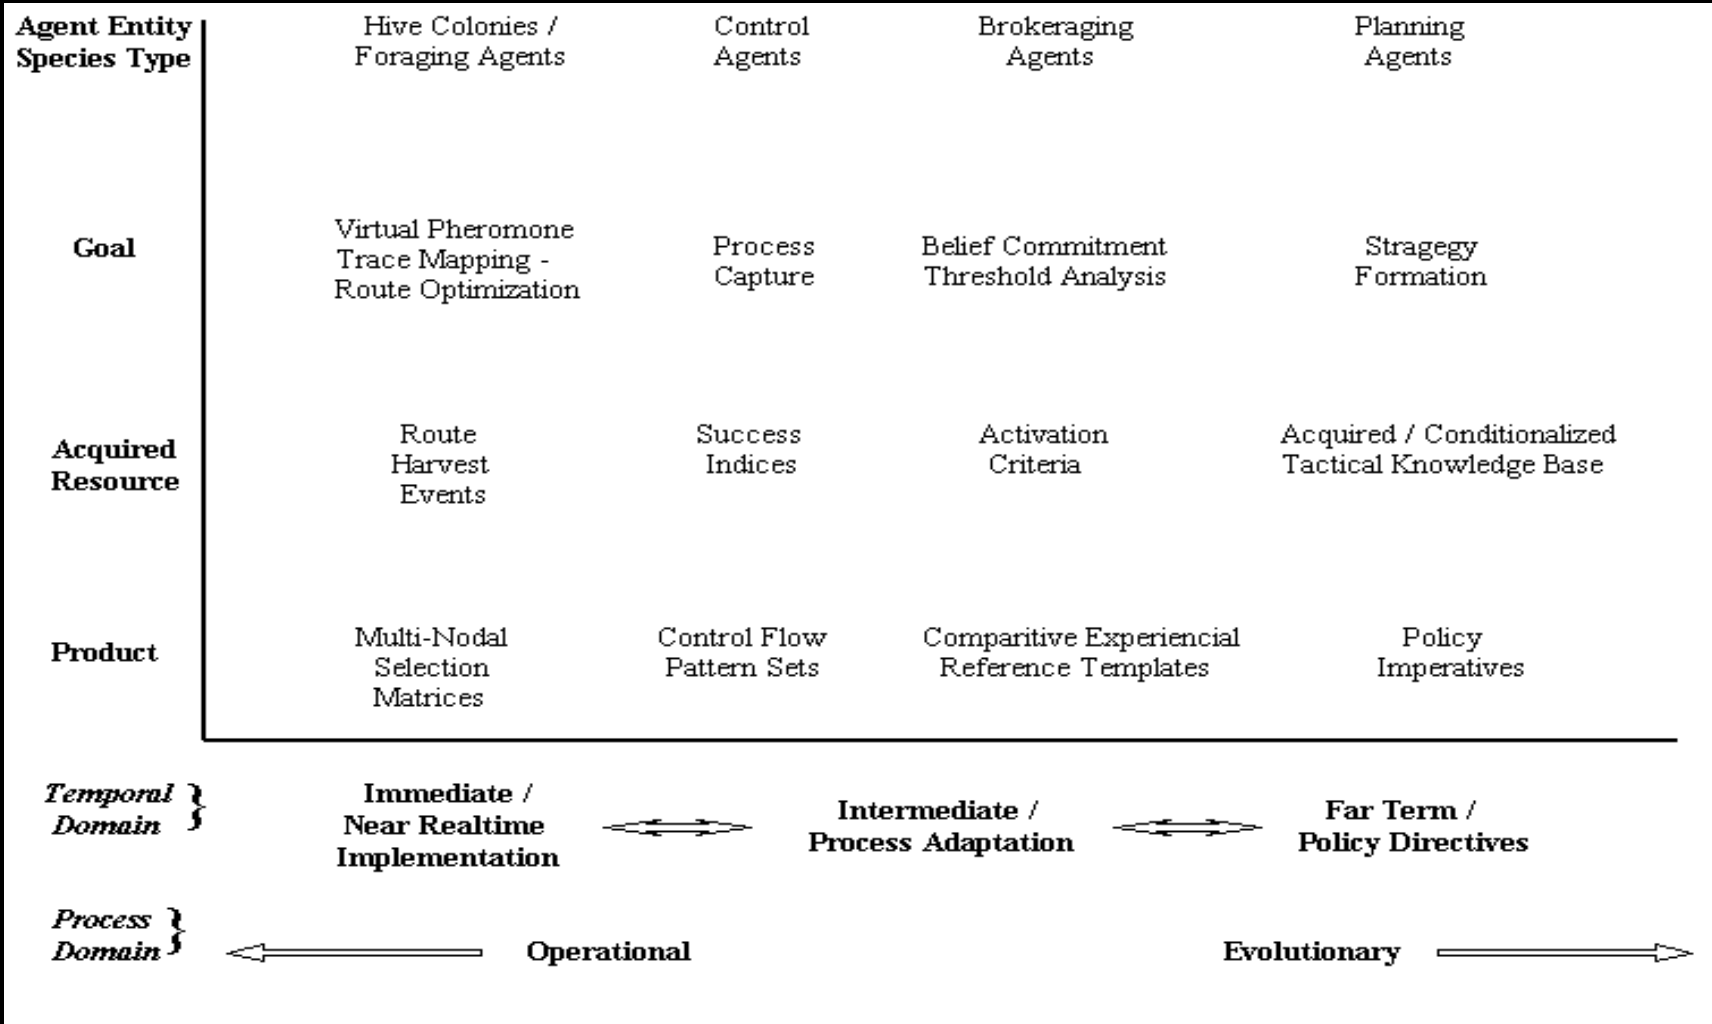 Agent Entity
Species Type
Hive Colonies /
Foraging Agents
Control
Agents
Brokeraging
Agents
Planning
Agents
Goal
Virtual Pheromone
Trace Mapping -
Route Optimization
Process
Capture
Belief Commitment
Threshold Analysis
Stragegy
Formation
Acquired
Resource
Route
Harvest
Events
Success
Indices
Activation
Criteria
Acquired / Conditionalized
Tactical Knowledge Base
Product
Multi-Nodal
Selection
Matrices
Control Flow
Pattern Sets
Comparitive Experiencial
Reference Templates
Policy
Imperatives
Temporal }
Domain
Immediate /
Near Realtime
Implementation
Intermediate /
Process Adaptation
Far Term /
Policy Directives
Process }
Domain
Operational
Evolutionary